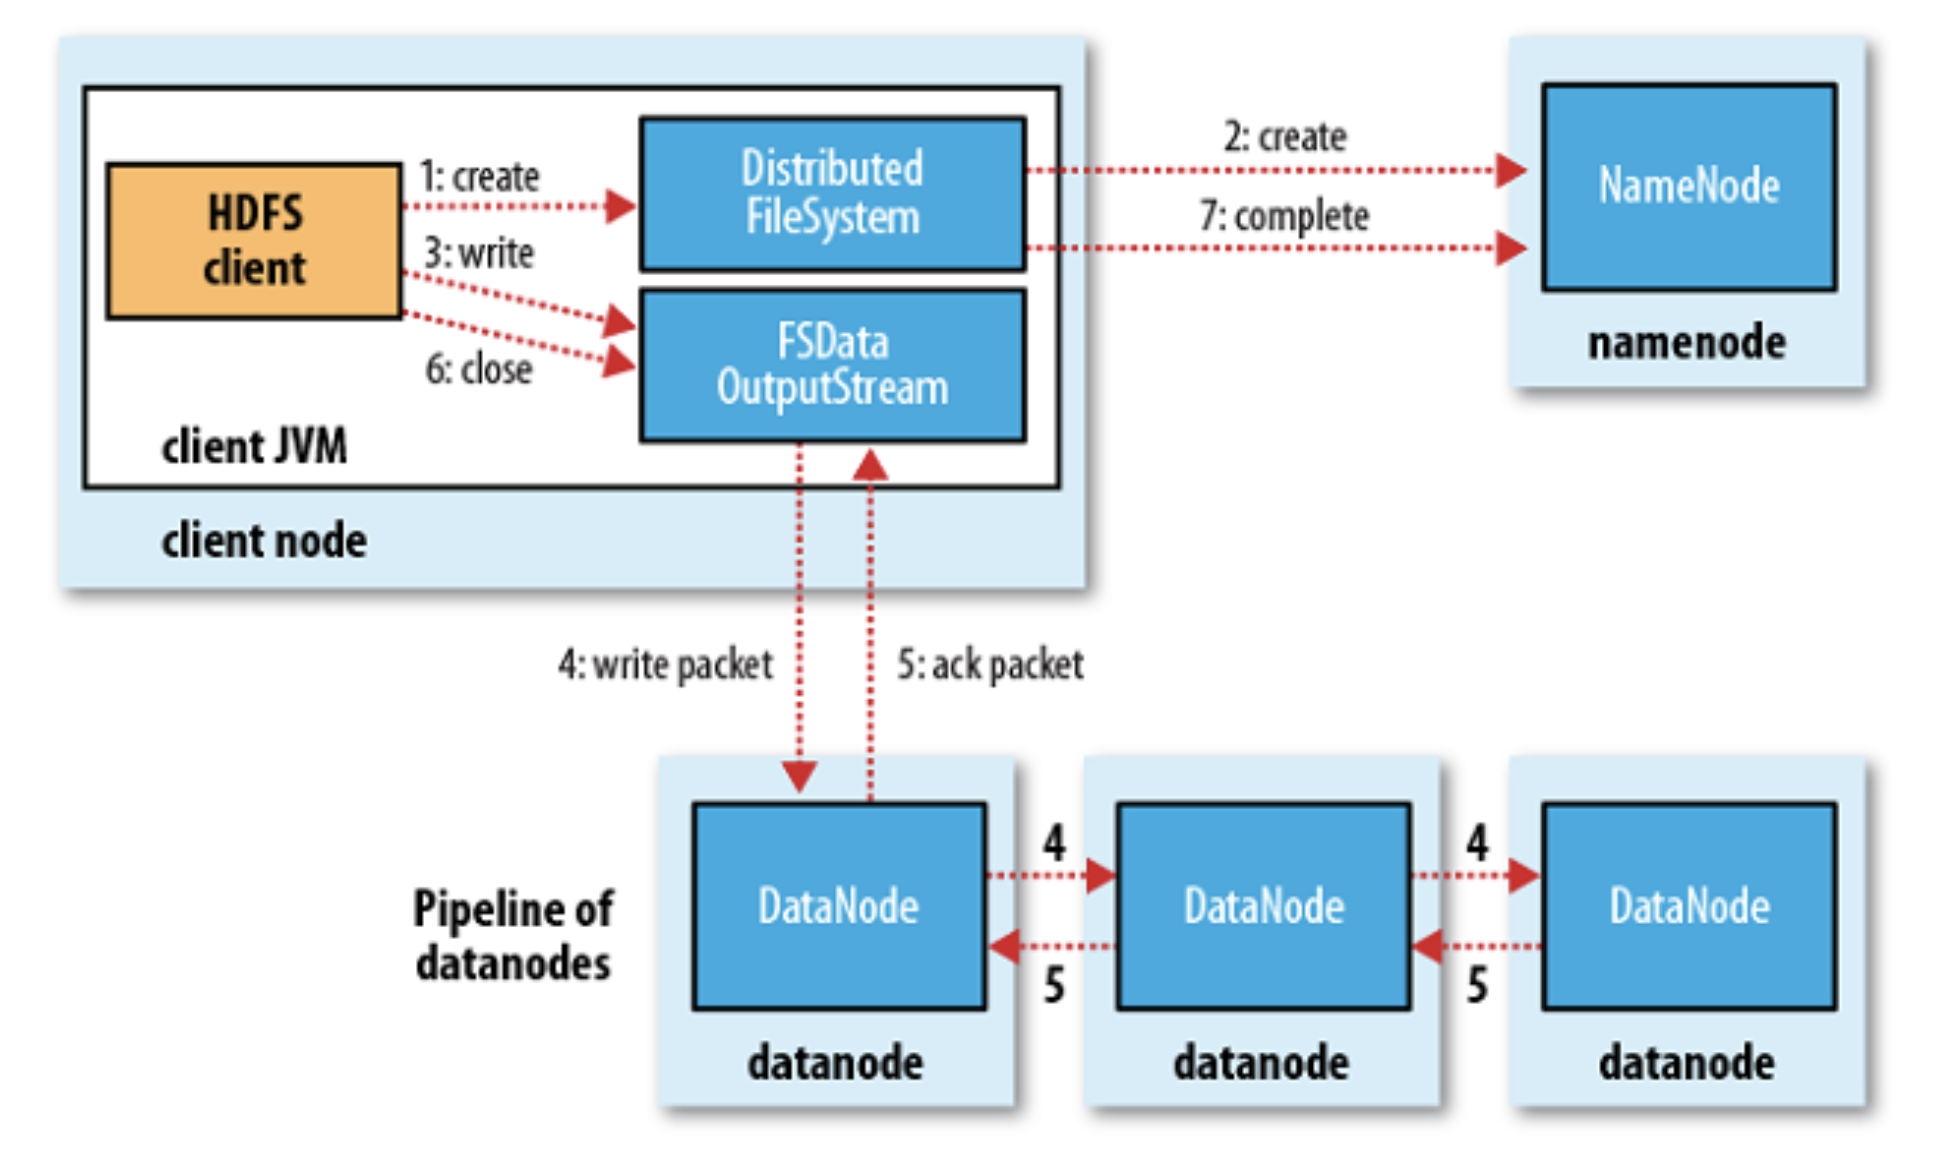 HDFS
client
1: create
3: write
6: close
Distributed
FileSystem
FSData
OutputStream
client JVM
client node
2: create
7: complete
NameNode
namenode
4: write packet
5: ack packet
Pipeline of
datanodes
DataNode
datanode
4
5
DataNode
datanode
4
5
DataNode
datanode